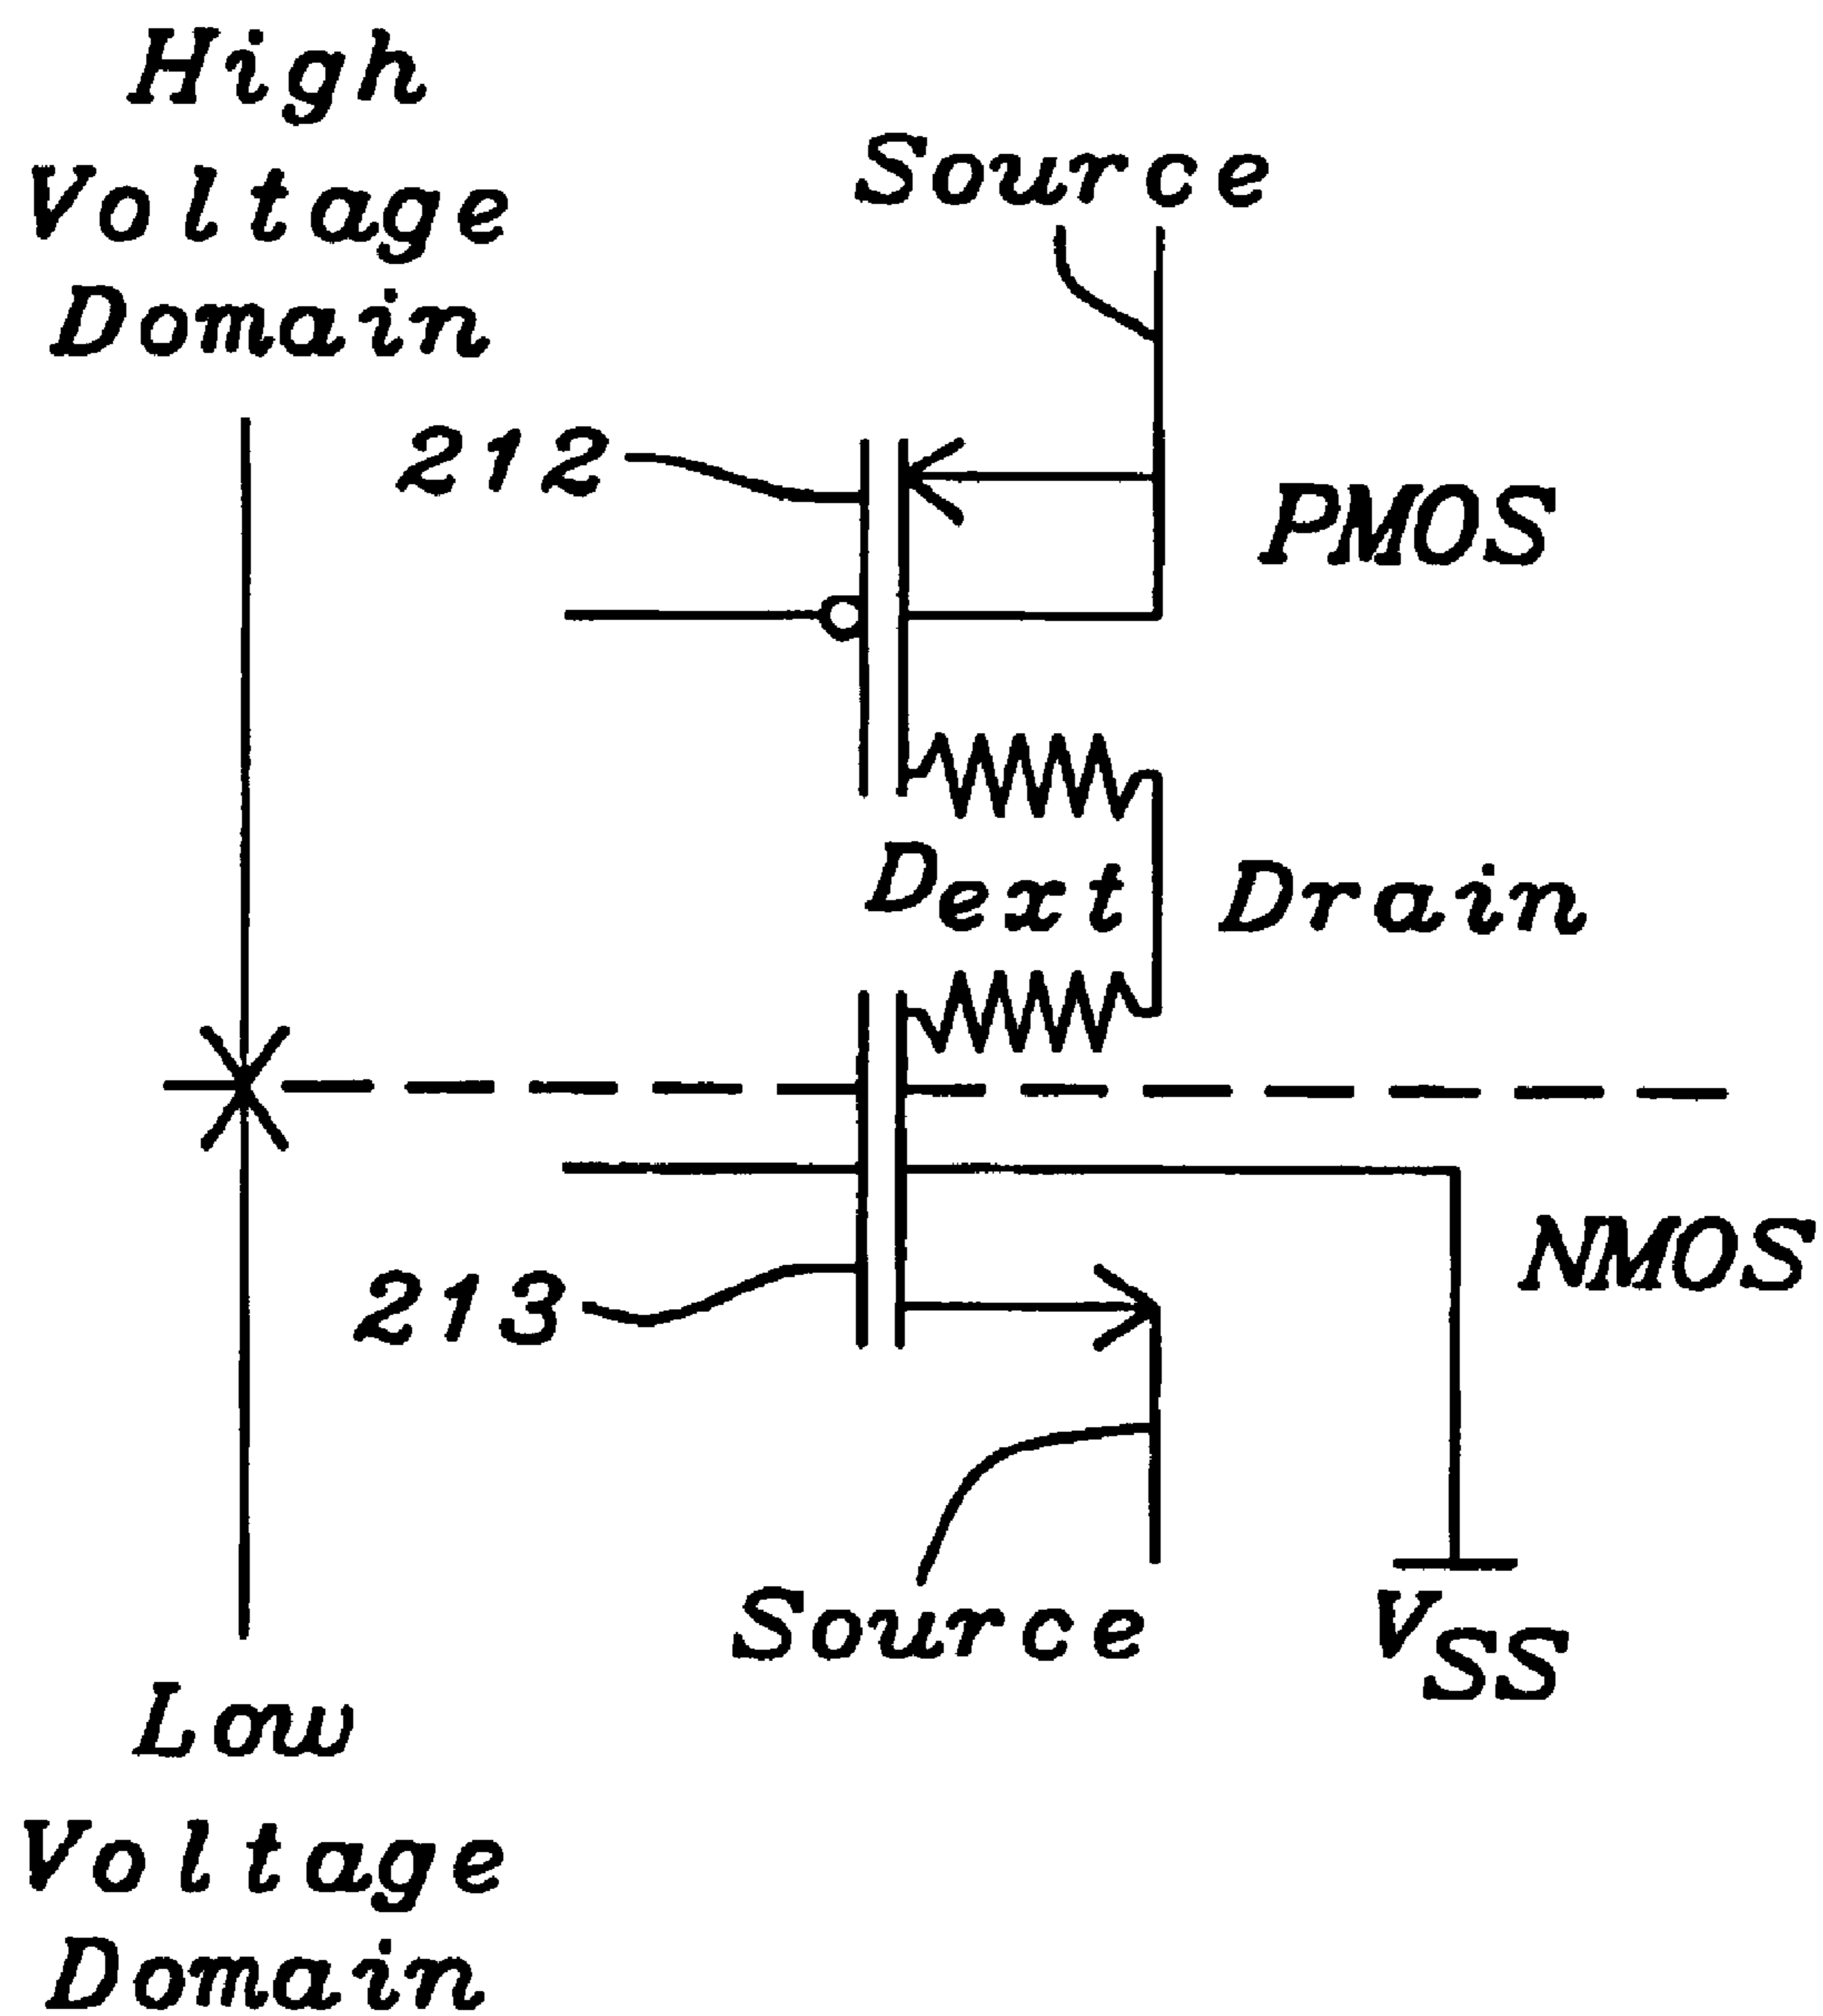 High
Voltage
Domain
Source
212
PMOS
Dext
Drain
213
NMOS
Source
VSS
Low
Voltage
Domain